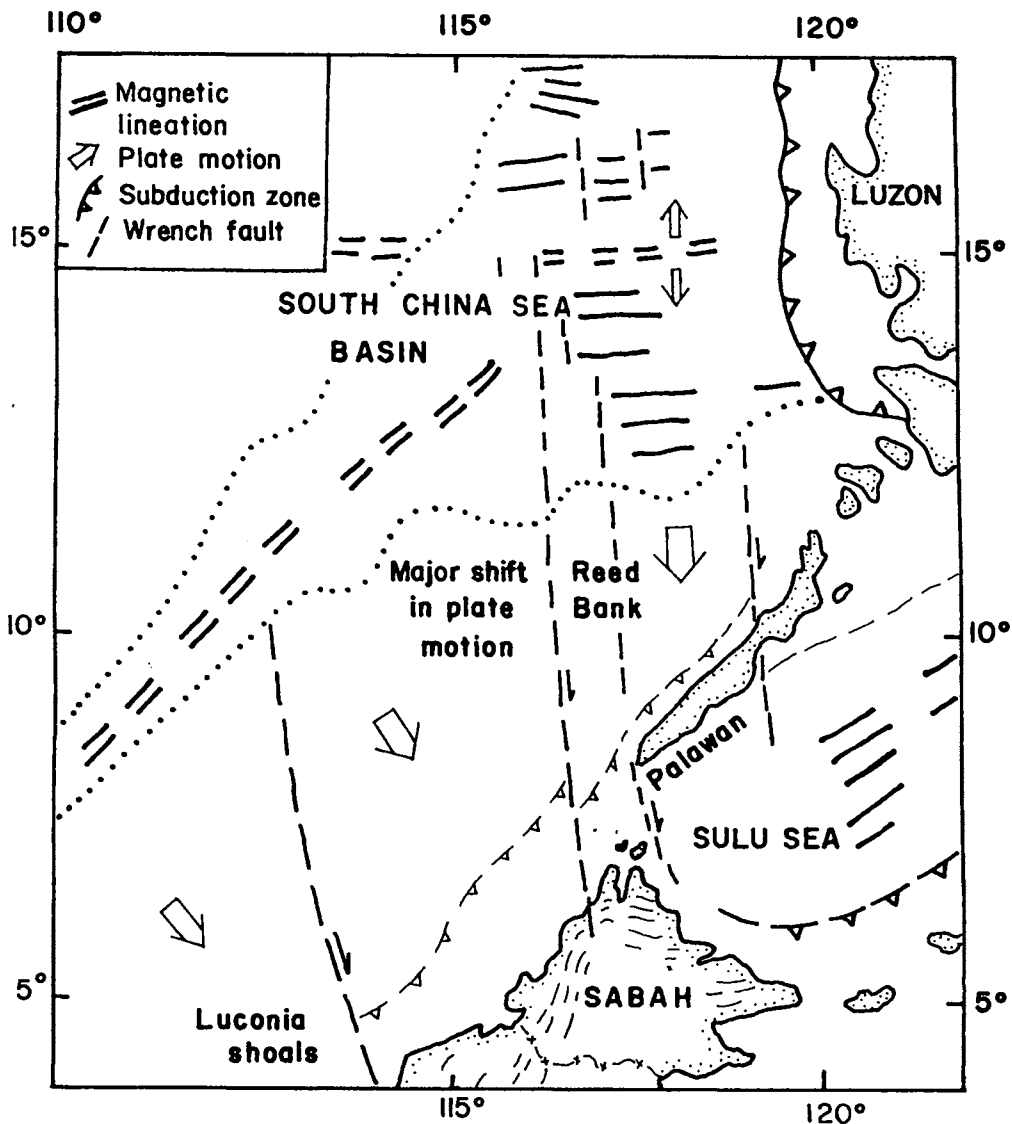 110°
115°
120°
Magnetic
lineation
Plate motion
Subduction zone
Wrench fault
LUZON
15°
15°
SOUTH CHINA SEA
BASIN
Major shift
in plate
motion
Reed
Bank
10°
10°
Palawan
SULU SEA
SABAH
5°
5°
Luconia
shoals
115°
120°